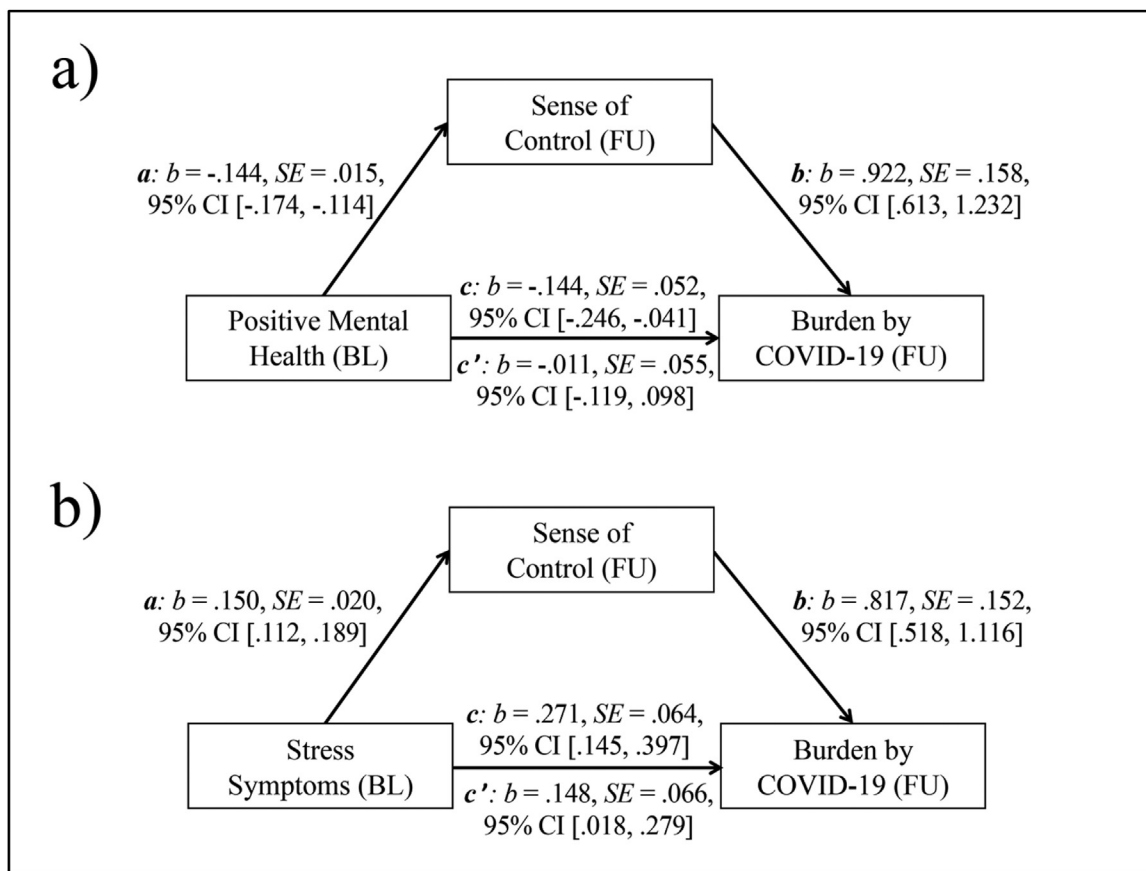 a)
Sense of
Control (FU)
a: b = -.144, SE = .015,
95% CI [-.174, -.114]
b: b = .922, SE = .158,
95% CI [.613, 1.232]
Positive Mental
Health (BL)
c: b = -.144, SE = .052,
95% CI [-.246, -.041]
c': b = -.011, SE = .055,
95% CI [-.119, .098]
Burden by
COVID-19 (FU)
b)
Sense of
Control (FU)
a: b = .150, SE = .020,
95% CI [.112, .189]
b: b = .817, SE = .152,
95% CI [.518, 1.116]
Stress
Symptoms (BL)
c: b = .271, SE = .064,
95% CI [.145, .397]
c': b = .148, SE = .066,
95% CI [.018, .279]
Burden by
COVID-19 (FU)